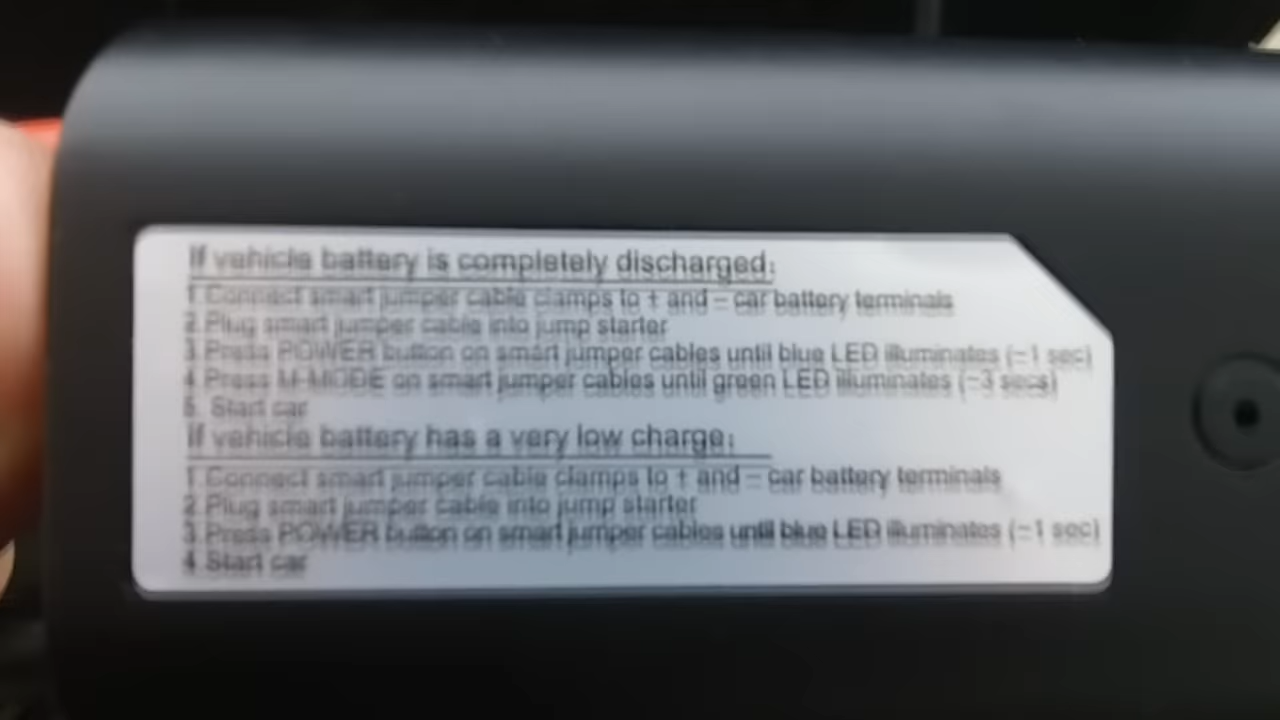 If vehicle battery is completely discharged:
1.Connect smart jumper cable clamps to + and - car battery terminals
2.Plug smart jumper cable into jump starter
3.Press POWER button on smart jumper cables until blue LED illuminates (~1 sec)
4.Press M-MODE on smart jumper cables until green LED illuminates (~3 secs)
5. Start car
If vehicle battery has a very low charge:
1.Connect smart jumper cable clamps to + and - car battery terminals
2.Plug smart jumper cable into jump starter
3.Press POWER button on smart jumper cables until blue LED illuminates (~1 sec)
4.Start car